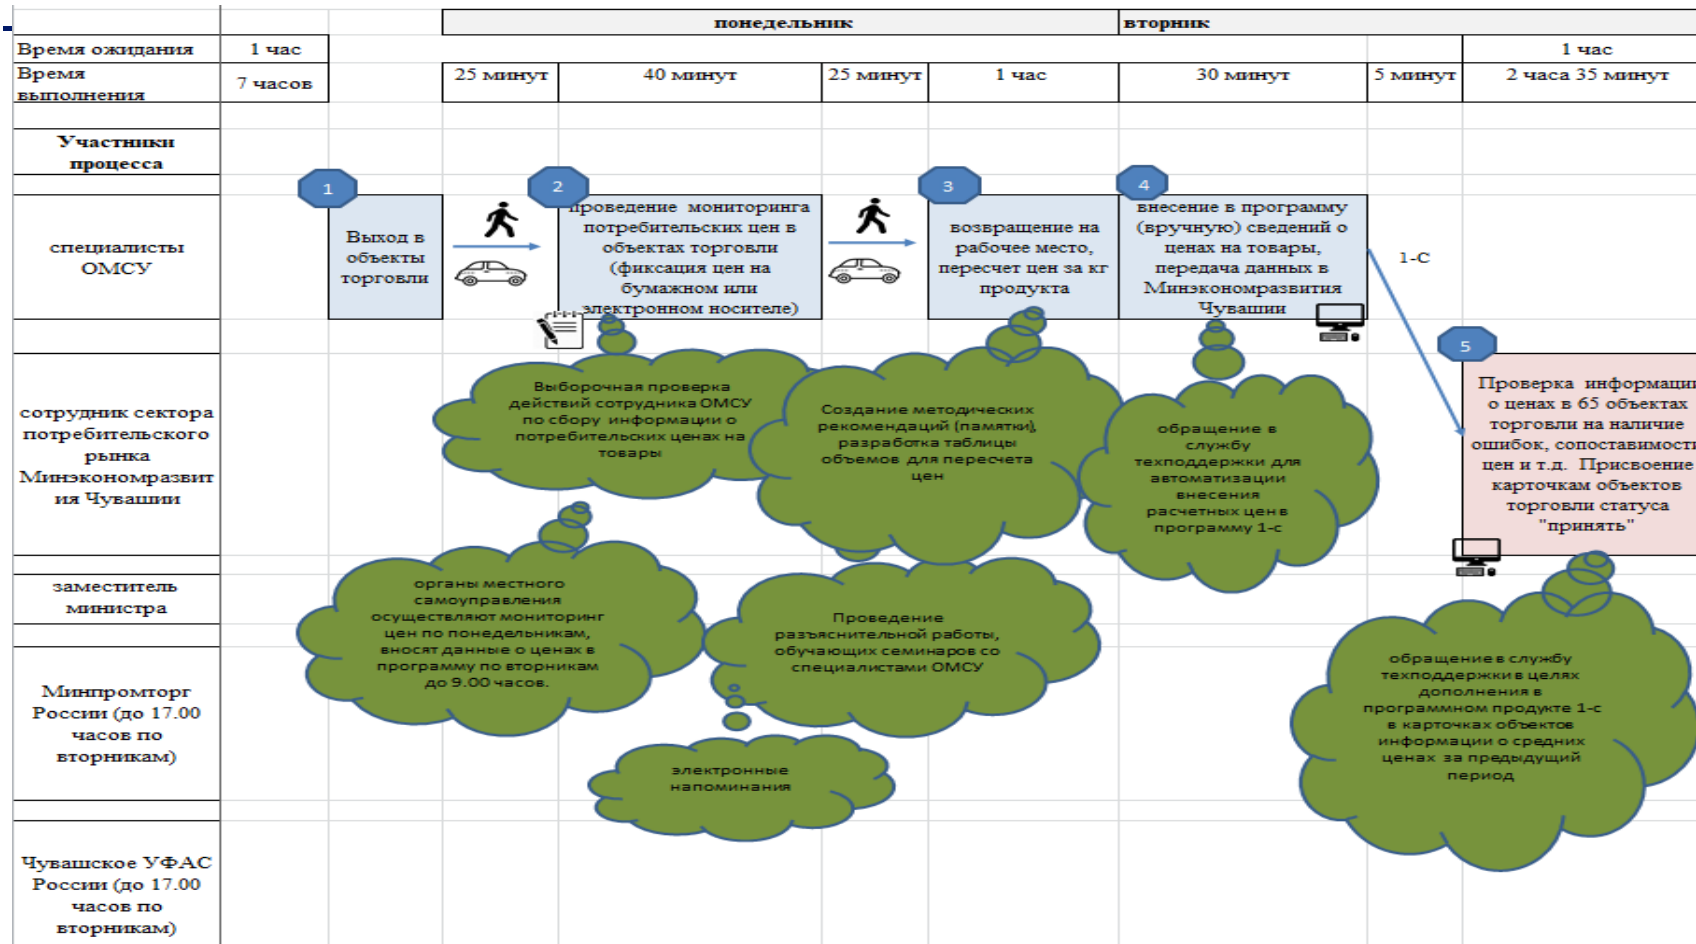 понедельник
вторник
Время ожидания
1 час
1 час
Время
выполнения
7 часов
25 минут
40 минут
25 минут
1 час
30 минут
5 минут
2 часа 35 минут
Участники
процесса
1
2
3
4
специалисты
ОМСУ
Выход в
объекты
торговли
проведение мониторинга
потребительских цен в
объектах торговли
(фиксация цен на
бумажном или
электронном носителе)
возвращение на
рабочее место,
пересчет цен за кг
продукта
внесение в программу
(вручную) сведений о
ценах на товары,
передача данных в
Минэкономразвития
Чувашии
1-С
5
сотрудник сектора
потребительского
рынка
Минэкономразвит
ия Чувашии
Выборочная проверка
действий сотрудника ОМСУ
по сбору информации о
потребительских ценах на
товары
Создание методических
рекомендаций (памятки),
разработка таблицы
объемов для пересчета
цен
обращение в
службу
техподдержки для
автоматизации
внесения
расчетных цен в
программу 1-с
Проверка информации
о ценах в 65 объектах
торговли на наличие
ошибок, сопоставимости
цен и т.д. Присвоение
карточкам объектов
торговли статуса
"принять"
заместитель
министра
органы местного
самоуправления
осуществляют мониторинг
цен по понедельникам,
вносят данные о ценах в
программу по вторникам
до 9.00 часов.
Проведение
разъяснительной работы,
обучающих семинаров со
специалистами ОМСУ
обращение в службу
техподдержки в целях
дополнения в
программном продукте 1-с
в карточках объектов
информации о средних
ценах за предыдущий
период
Минпромторг
России (до 17.00
часов по
вторникам)
электронные
напоминания
Чувашское УФАС
России (до 17.00
часов по
вторникам)